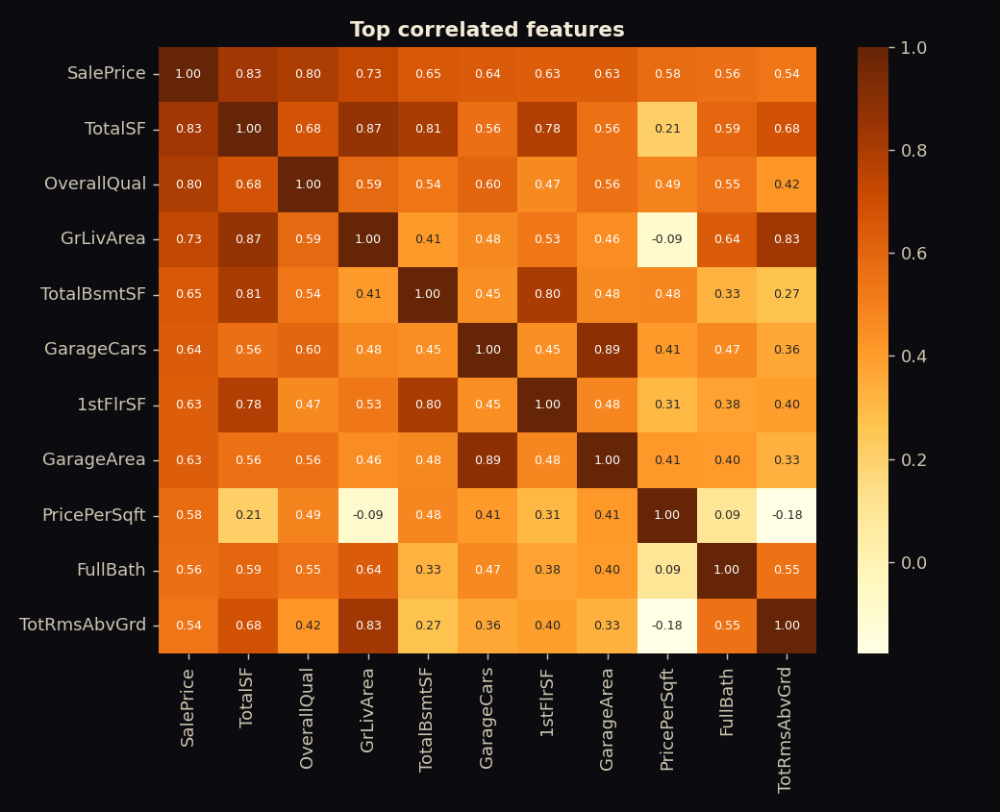 Top correlated features
SalePrice 1.00 0.83 0.80 0.73 0.65 0.64 0.63 0.63 0.58 0.56 0.54
TotalSF 0.83 1.00 0.68 0.87 0.81 0.56 0.78 0.56 0.21 0.59 0.68
OverallQual 0.80 0.68 1.00 0.59 0.54 0.60 0.47 0.56 0.49 0.55 0.42
GrLivArea 0.73 0.87 0.59 1.00 0.41 0.48 0.53 0.46 -0.09 0.64 0.83
TotalBsmtSF 0.65 0.81 0.54 0.41 1.00 0.45 0.80 0.48 0.48 0.33 0.27
GarageCars 0.64 0.56 0.60 0.48 0.45 1.00 0.45 0.89 0.41 0.47 0.36
1stFlrSF 0.63 0.78 0.47 0.53 0.80 0.45 1.00 0.48 0.31 0.38 0.40
GarageArea 0.63 0.56 0.56 0.46 0.48 0.89 0.48 1.00 0.41 0.40 0.33
PricePerSqft 0.58 0.21 0.49 -0.09 0.48 0.41 0.31 0.41 1.00 0.09 -0.18
FullBath 0.56 0.59 0.55 0.64 0.33 0.47 0.38 0.40 0.09 1.00 0.55
TotRmsAbvGrd 0.54 0.68 0.42 0.83 0.27 0.36 0.40 0.33 -0.18 0.55 1.00
SalePrice
TotalSF
OverallQual
GrLivArea
TotalBsmtSF
GarageCars
1stFlrSF
GarageArea
PricePerSqft
FullBath
TotRmsAbvGrd
1.0
0.8
0.6
0.4
0.2
0.0